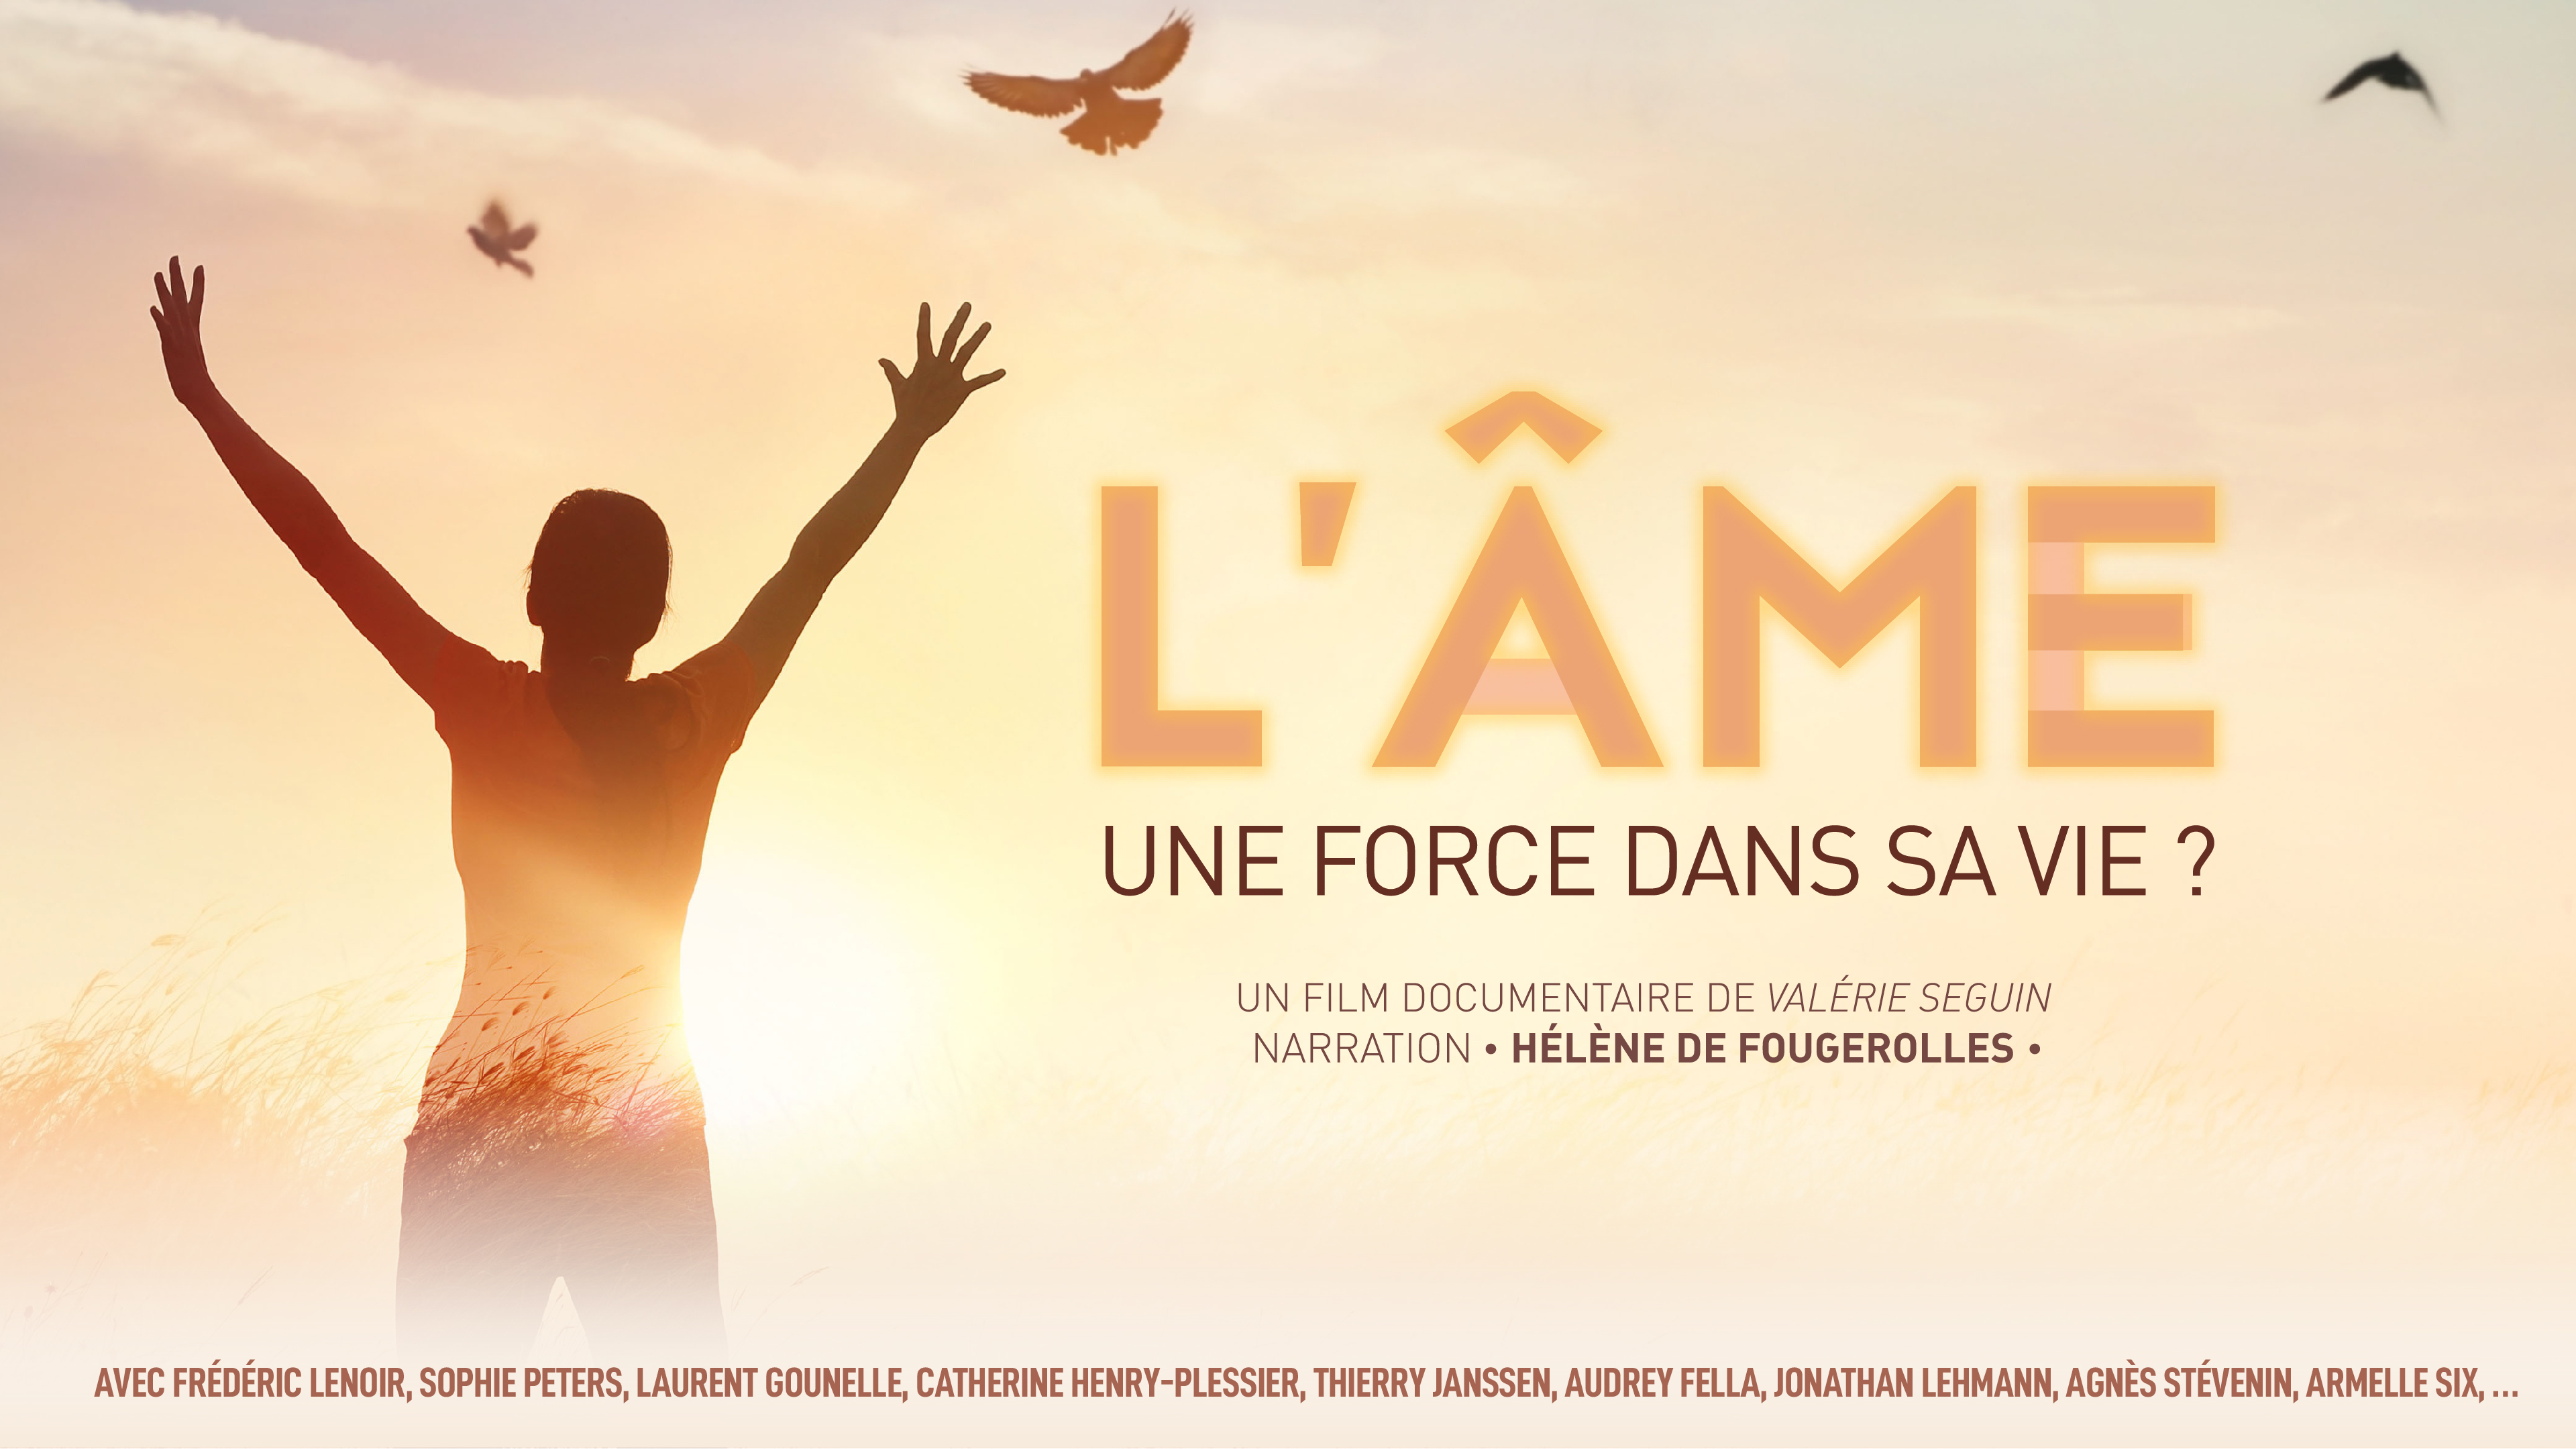 L'ÂME
UNE FORCE DANS SA VIE ?
UN FILM DOCUMENTAIRE DE VALÉRIE SEGUIN
NARRATION • HÉLÈNE DE FOUGEROLLES •
AVEC FRÉDÉRIC LENOIR, SOPHIE PETERS, LAURENT GOUNELLE, CATHERINE HENRY-PLESSIER, THIERRY JANSSEN, AUDREY FELLA, JONATHAN LEHMANN, AGNÈS STÉVENIN, ARMELLE SIX, ...